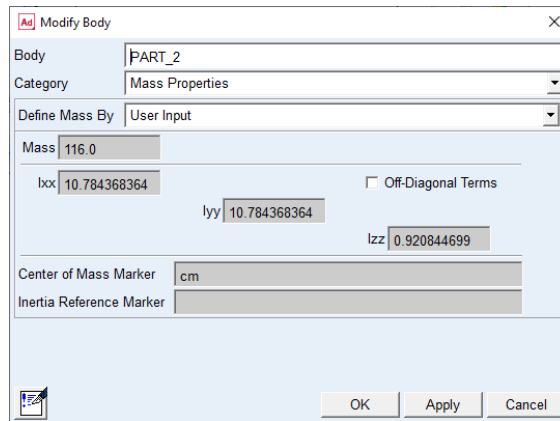 Ad Modify Body
Body PART_2
Category Mass Properties
Define Mass By User Input
Mass 116.0
Ixx 10.784368364 Off-Diagonal Terms
Iyy 10.784368364
Izz 0.920844699
Center of Mass Marker cm
Inertia Reference Marker
OK Apply Cancel